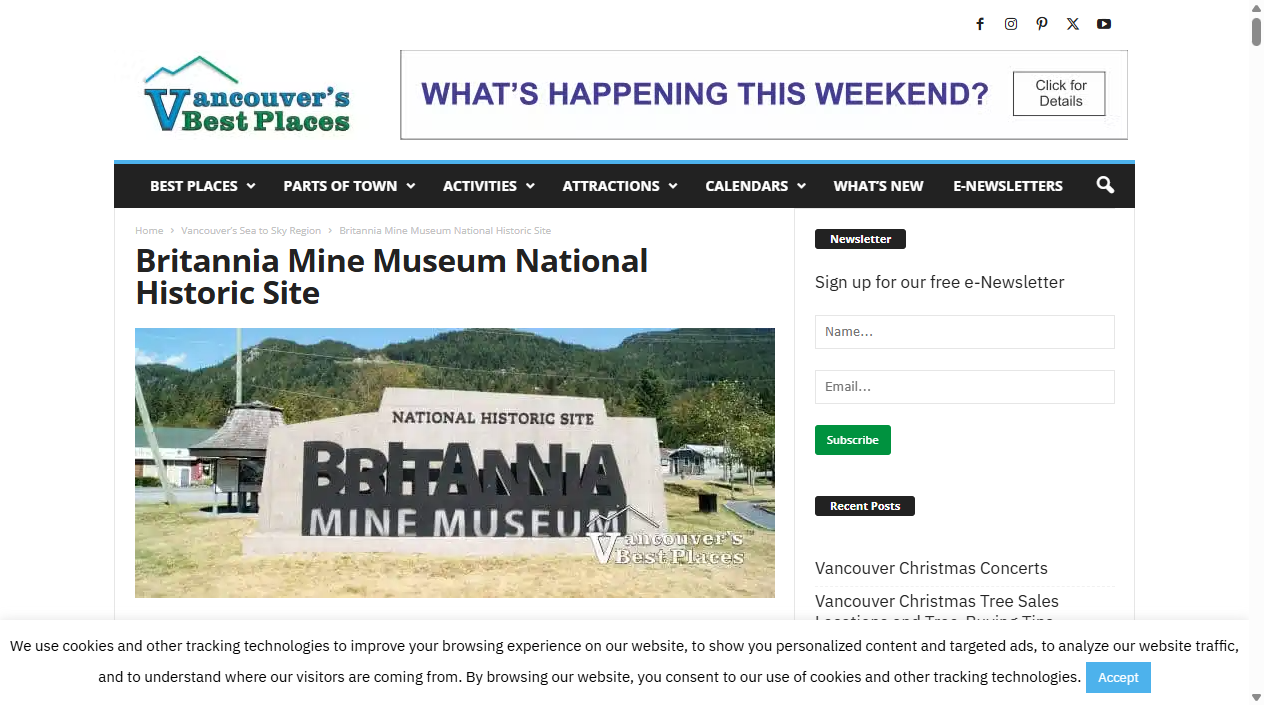 Vancouver's
Best Places
WHAT'S HAPPENING THIS WEEKEND?
Click for
Details
BEST PLACES
PARTS OF TOWN
ACTIVITIES
ATTRACTIONS
CALENDARS
WHAT'S NEW
E-NEWSLETTERS
Home › Vancouver's Sea to Sky Region › Britannia Mine Museum National Historic Site
Britannia Mine Museum National
Historic Site
NATIONAL HISTORIC SITE
BRITANNIA
MINE MUSEUM
Vancouver's
Best Places™
Newsletter
Sign up for our free e-Newsletter
Name...
Email...
Subscribe
Recent Posts
Vancouver Christmas Concerts
Vancouver Christmas Tree Sales
Locations and Tree-Buying Tips
We use cookies and other tracking technologies to improve your browsing experience on our website, to show you personalized content and targeted ads, to analyze our website traffic,
and to understand where our visitors are coming from. By browsing our website, you consent to our use of cookies and other tracking technologies.
Accept